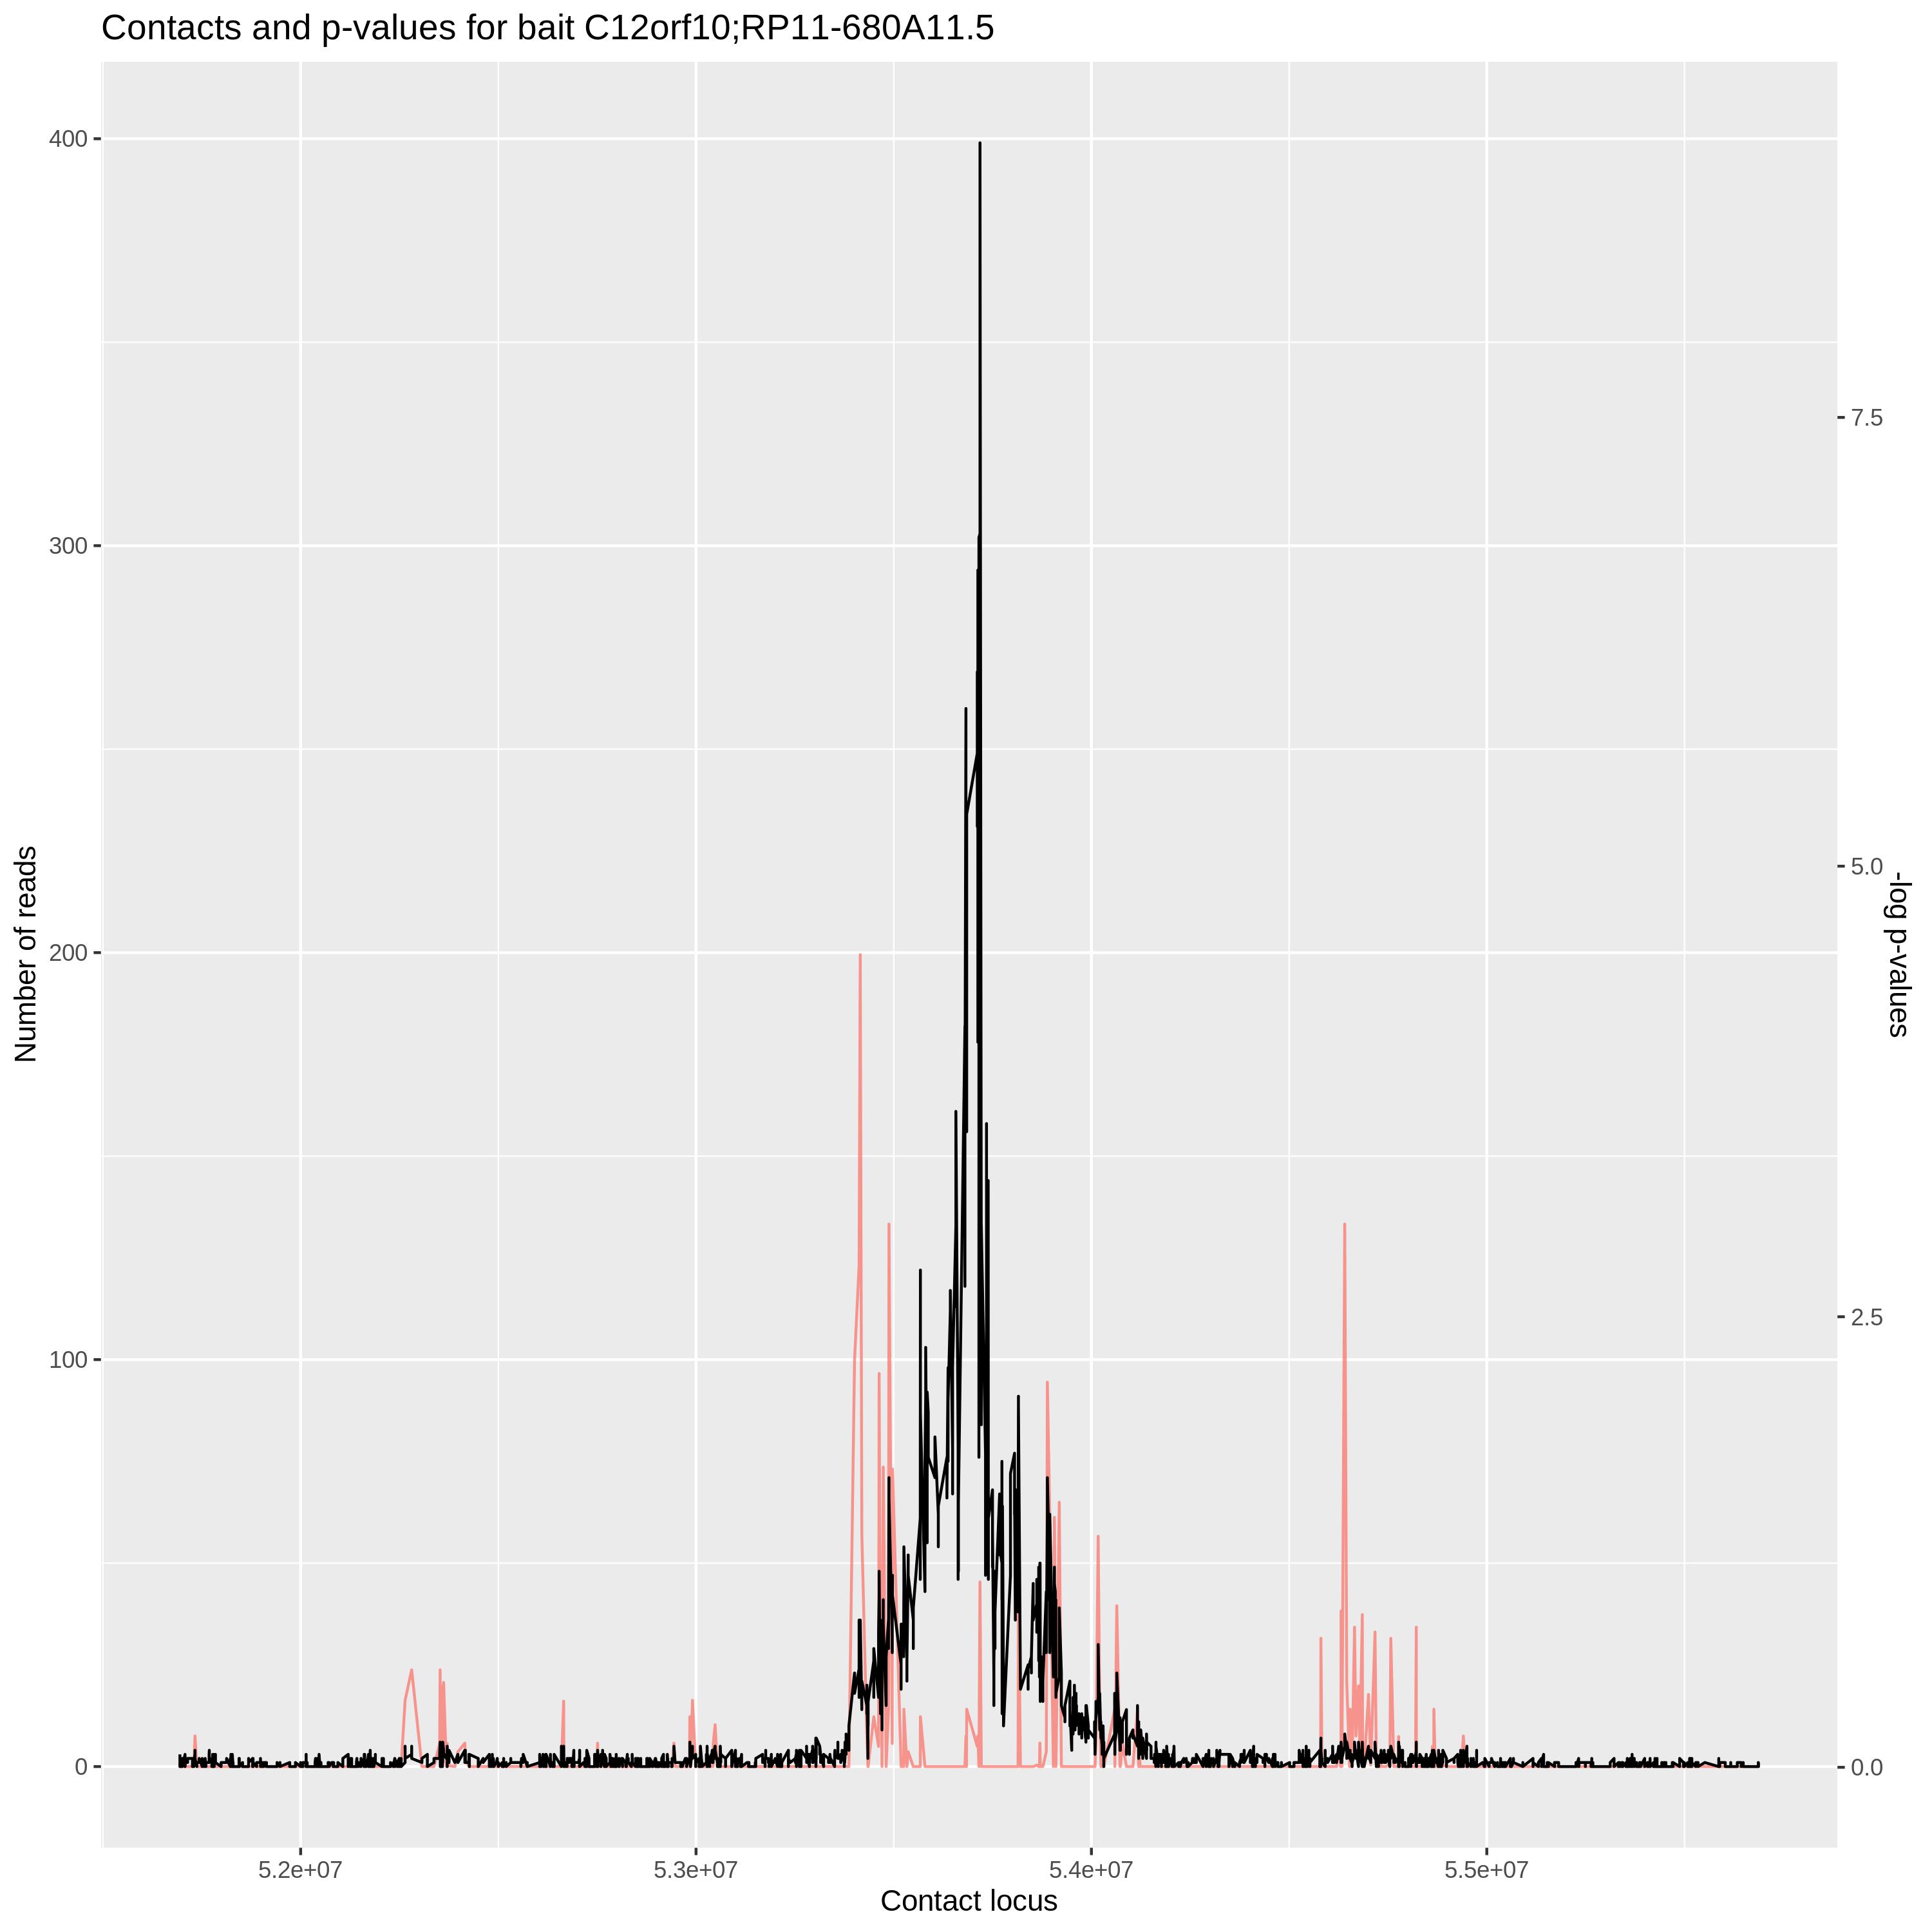 Contacts and p-values for bait C12orf10;RP11-680A11.5
400
300
200
100
0
Number of reads
7.5
5.0
2.5
0.0
-log p-values
5.2e+07
5.3e+07
5.4e+07
5.5e+07
Contact locus